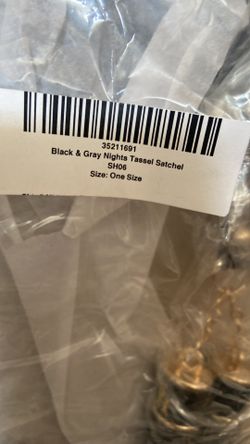 35211691
Black & Gray Nights Tassel Satchel
SH06
Size: One Size